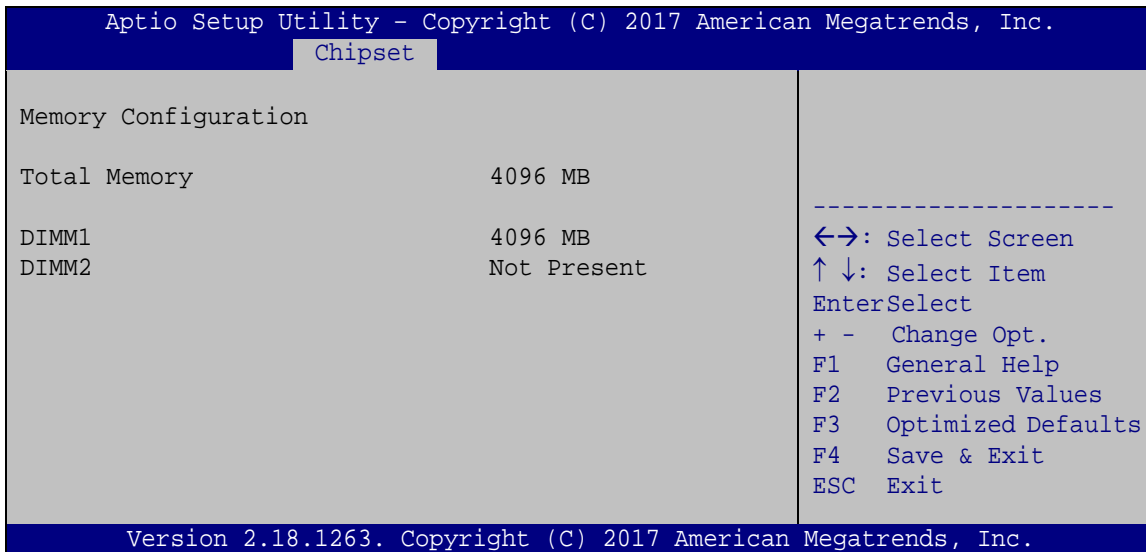 Aptio Setup Utility – Copyright (C) 2017 American Megatrends, Inc.
Chipset
Memory Configuration
Total Memory 4096 MB
DIMM1 4096 MB
DIMM2 Not Present
---------------------
←→: Select Screen
↑ ↓: Select Item
EnterSelect
+ - Change Opt.
F1 General Help
F2 Previous Values
F3 Optimized Defaults
F4 Save & Exit
ESC Exit
Version 2.18.1263. Copyright (C) 2017 American Megatrends, Inc.